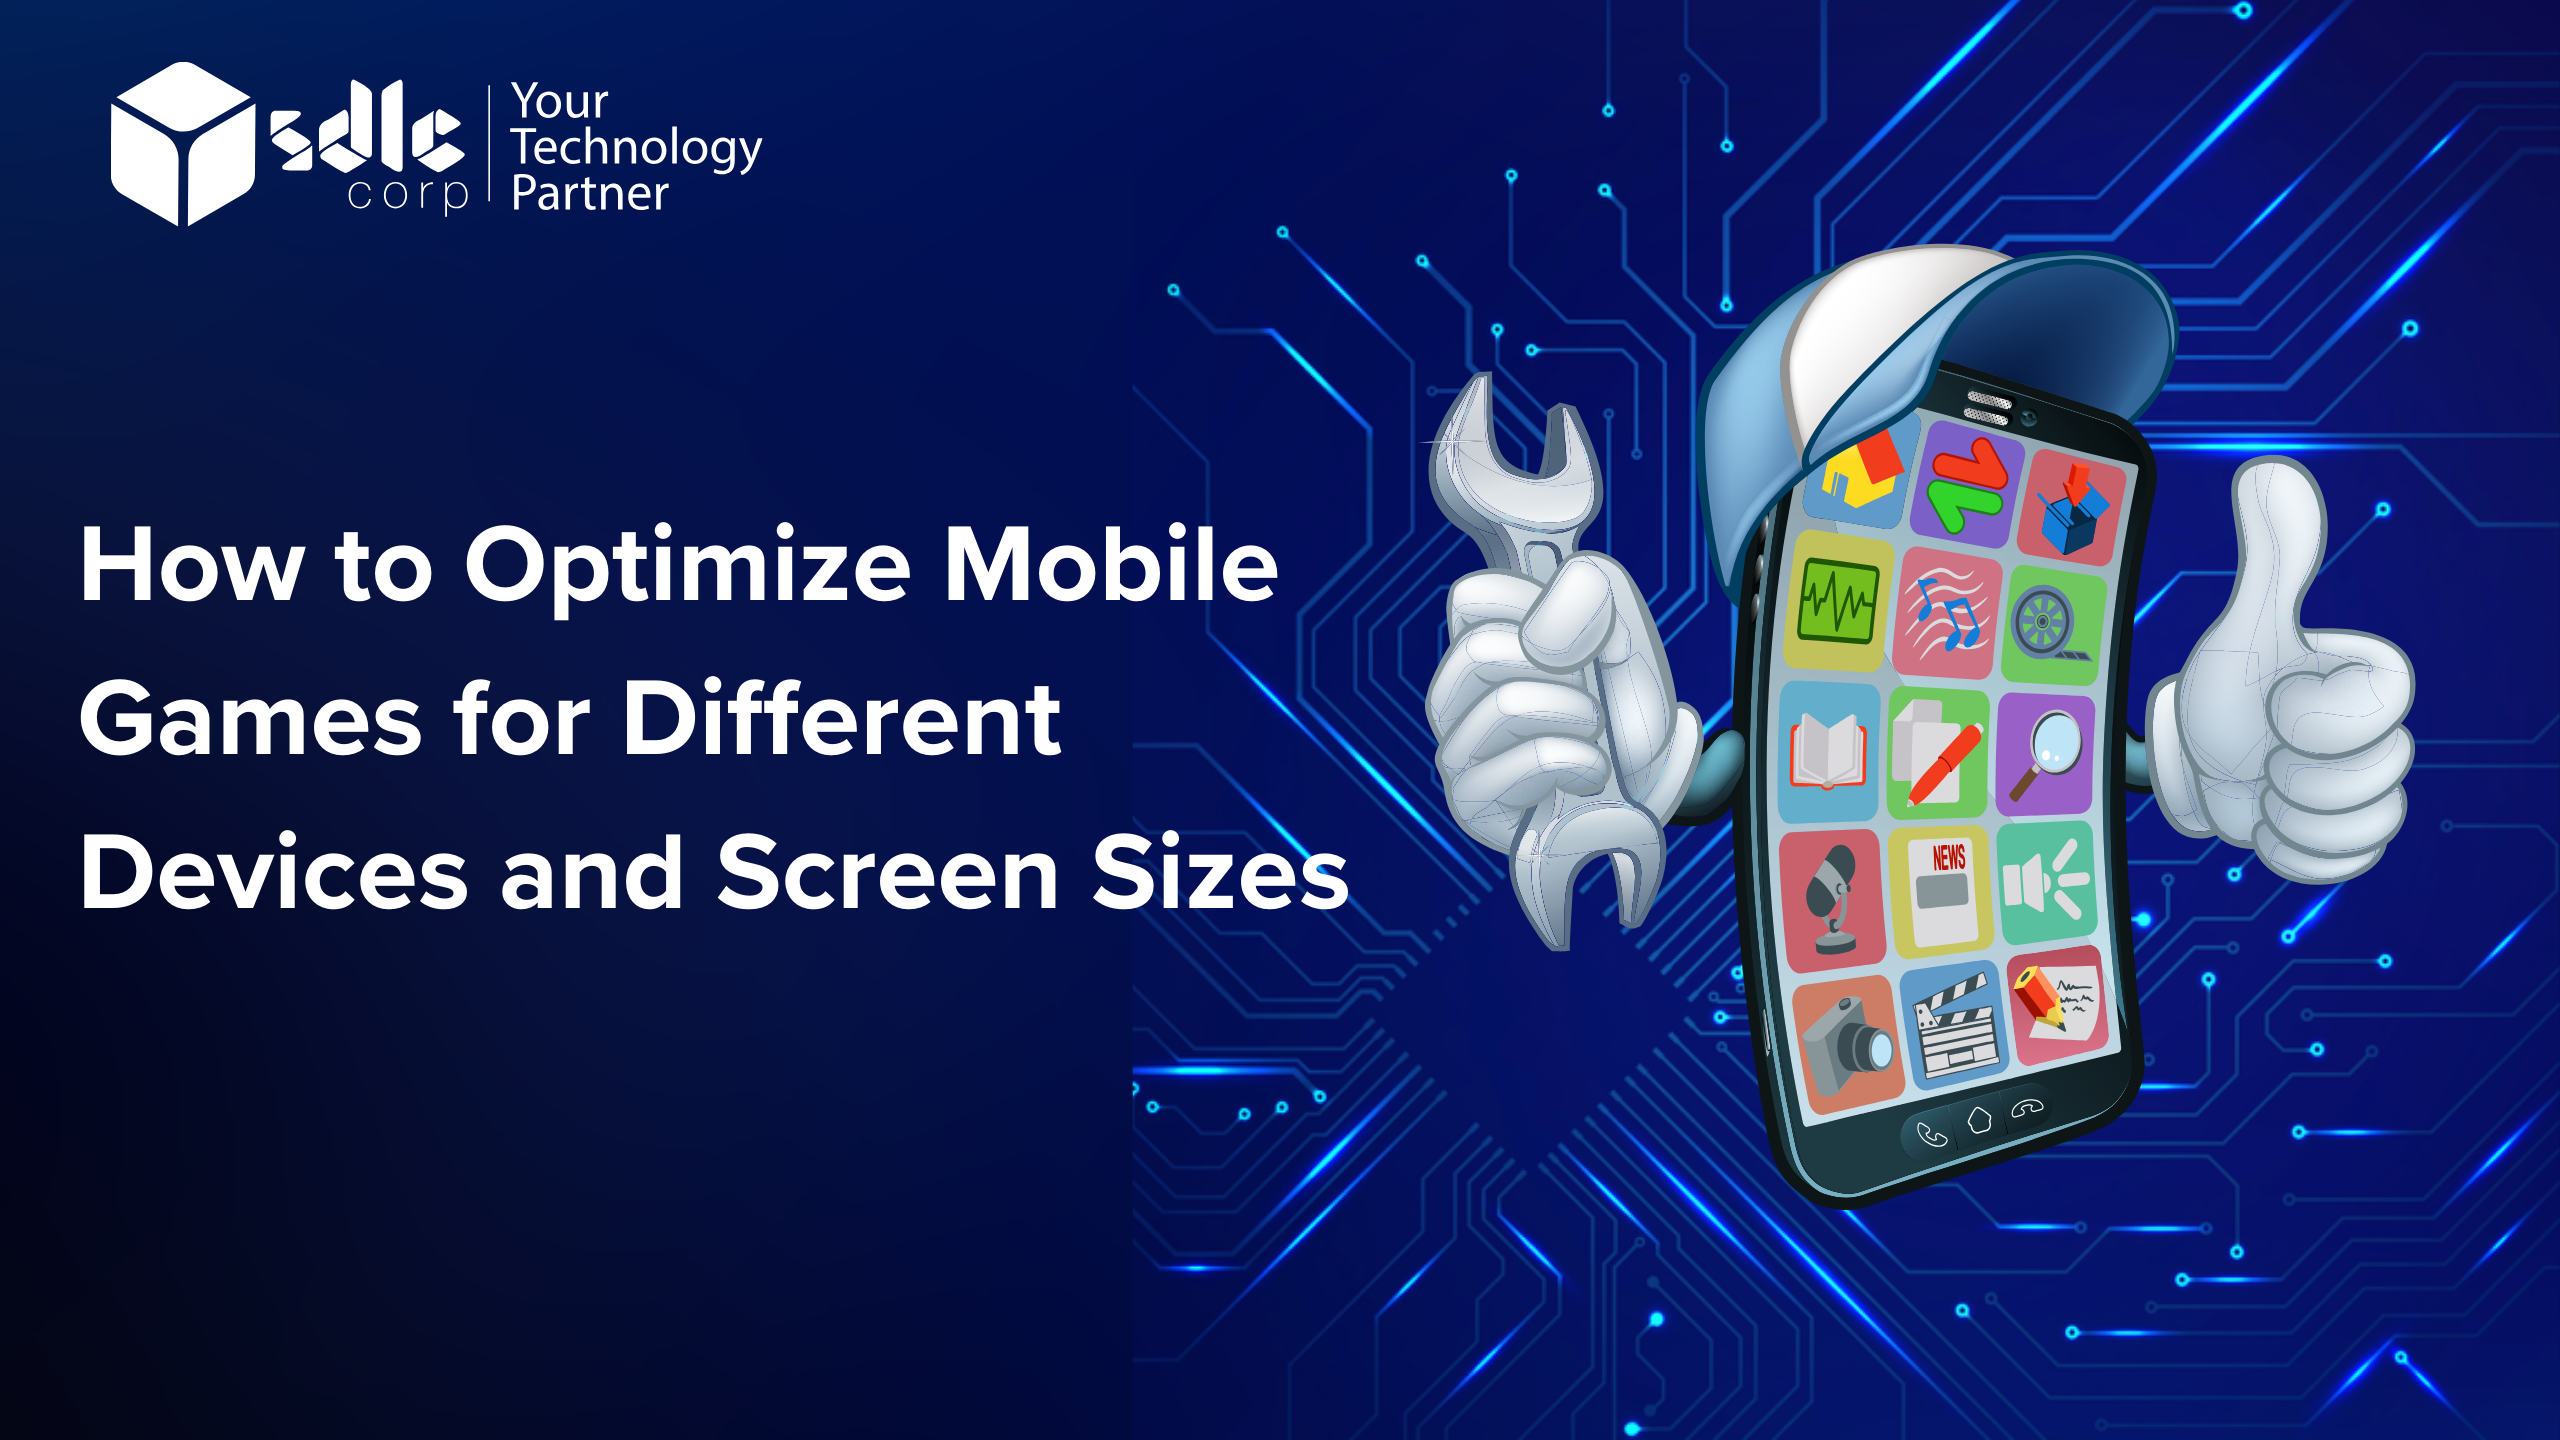 sdlc
corp
Your
Technology
Partner
How to Optimize Mobile
Games for Different
Devices and Screen Sizes
NEWS